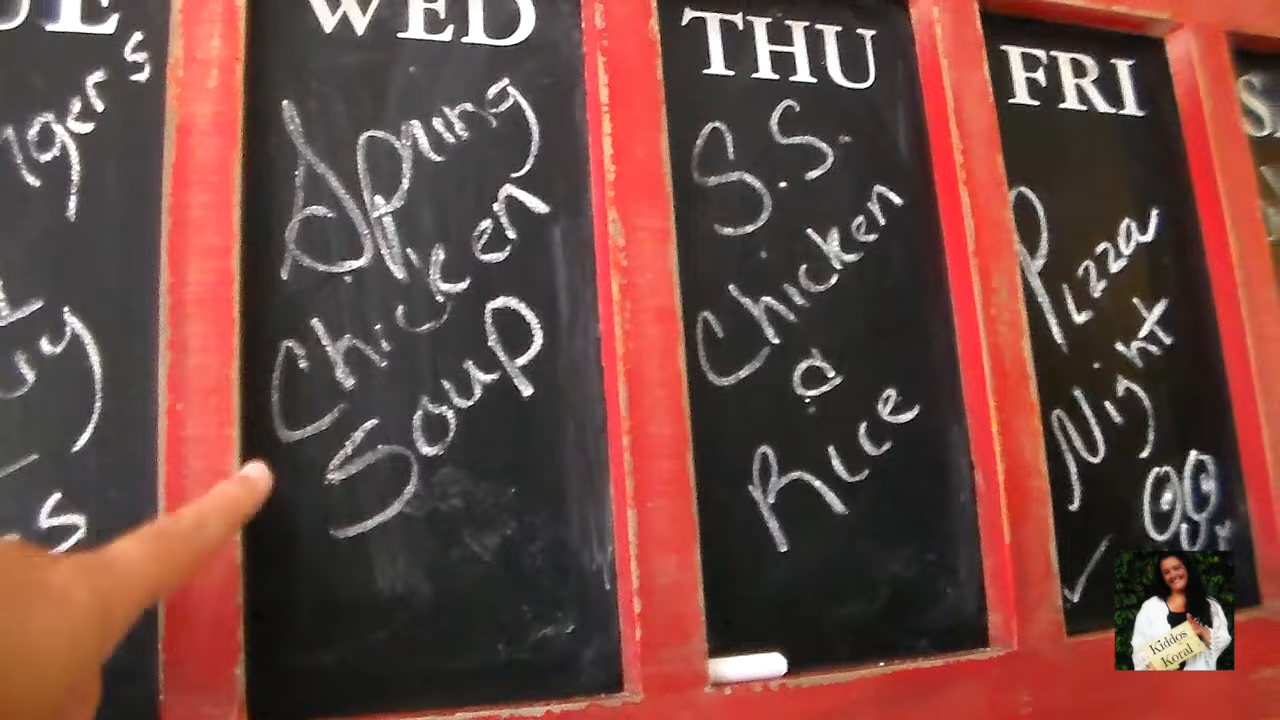 WED
Spring
Chicken
Soup
THU
S.S.
Chicken
&
Rice
FRI
Pizza
Night
Kiddos
Koral